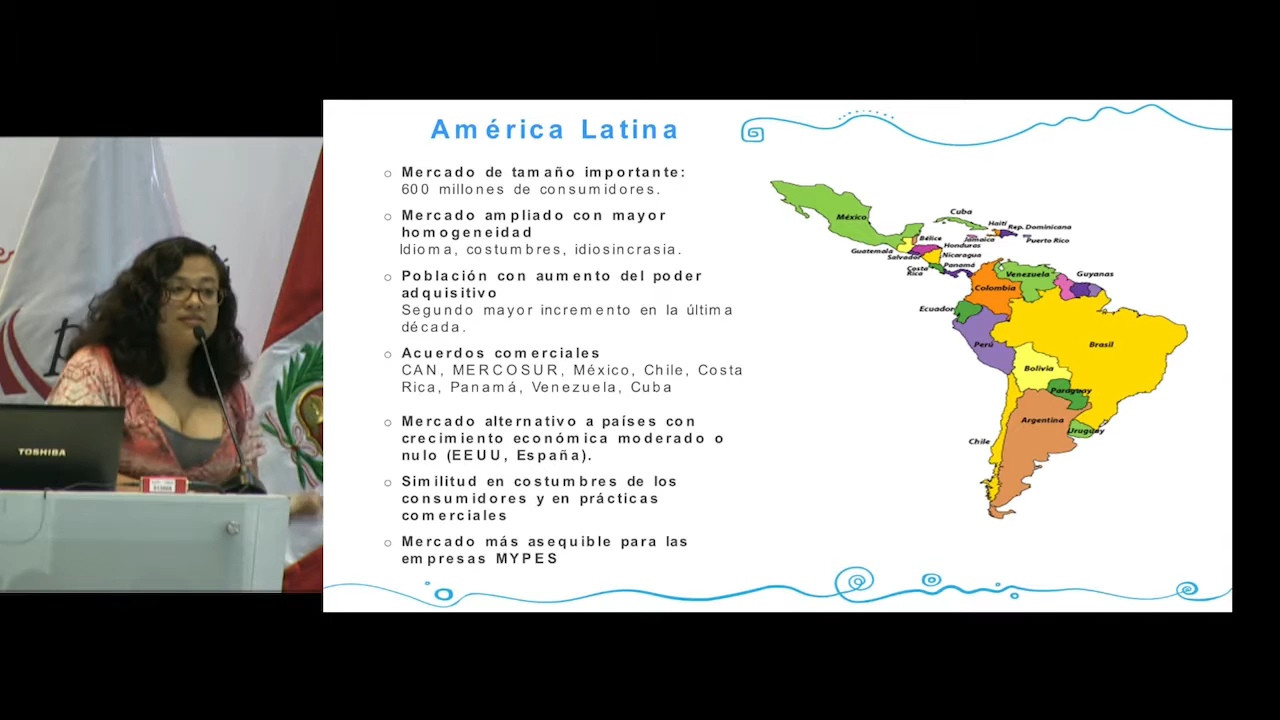 América Latina
o Mercado de tamaño importante:
600 millones de consumidores.
o Mercado ampliado con mayor
homogeneidad
Idioma, costumbres, idiosincrasia.
o Población con aumento del poder
adquisitivo
Segundo mayor incremento en la última
década.
o Acuerdos comerciales
CAN, MERCOSUR, México, Chile, Costa
Rica, Panamá, Venezuela, Cuba
o Mercado alternativo a países con
crecimiento económica moderado o
nulo (EEUU, España).
o Similitud en costumbres de los
consumidores y en prácticas
comerciales
o Mercado más asequible para las
empresas MYPES
México
Cuba
Haití
Rep. Dominicana
Jamaica
Puerto Rico
Bélice
Guatemala
Honduras
Salvador
Nicaragua
Costa
Rica
Panamá
Venezuela
Guyanas
Colombia
Ecuador
Perú
Brasil
Bolivia
Paraguay
Argentina
Uruguay
Chile
TOSHIBA